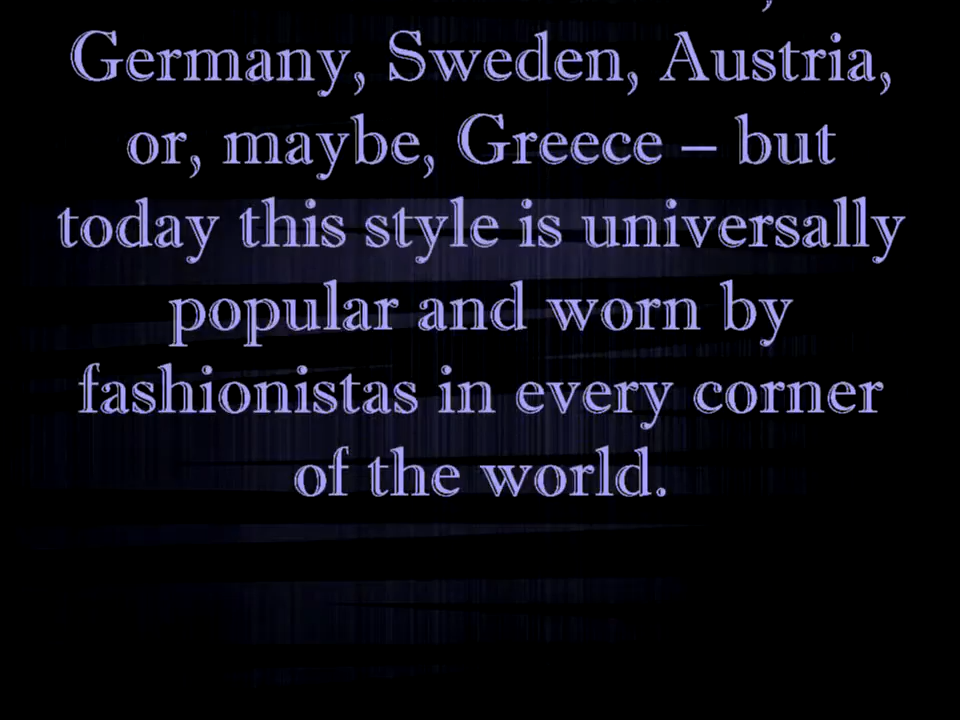 Germany, Sweden, Austria,
or, maybe, Greece – but
today this style is universally
popular and worn by
fashionistas in every corner
of the world.